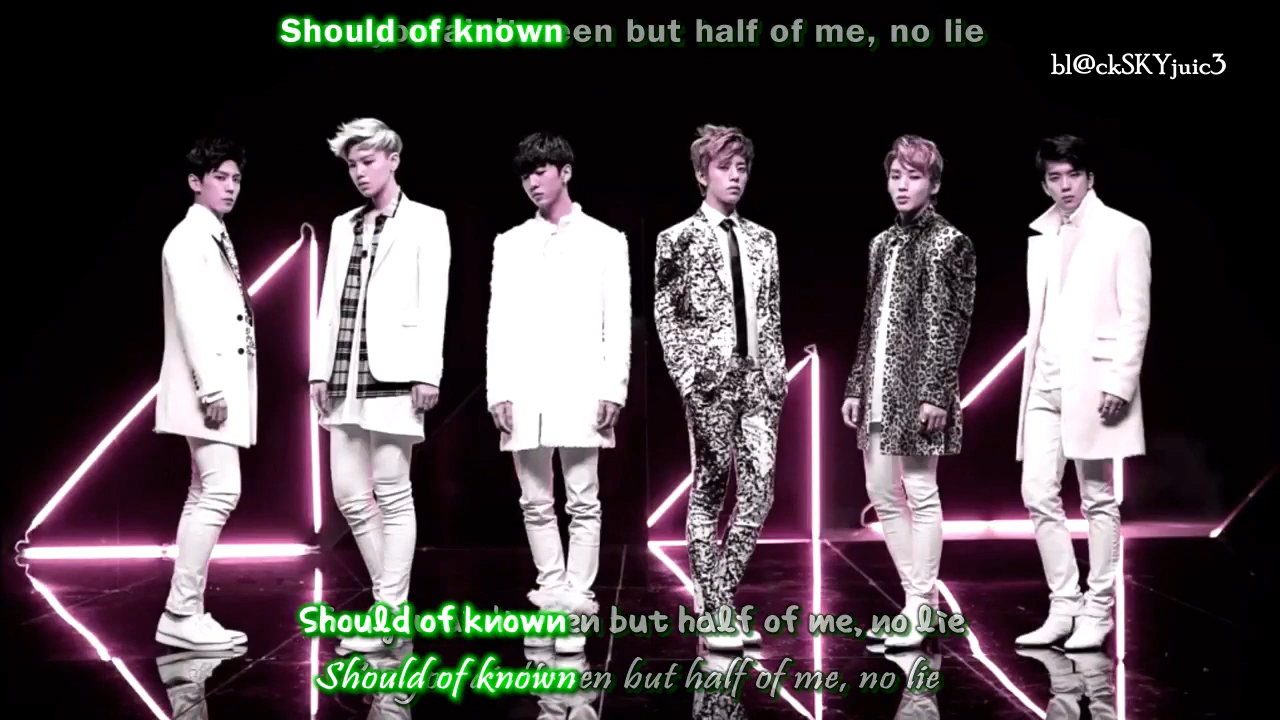 Should of known
een but half of me, no lie
bl@ckSKYjuic3
Should of known
en but half of me, no lie
Should of known
en but half of me, no lie